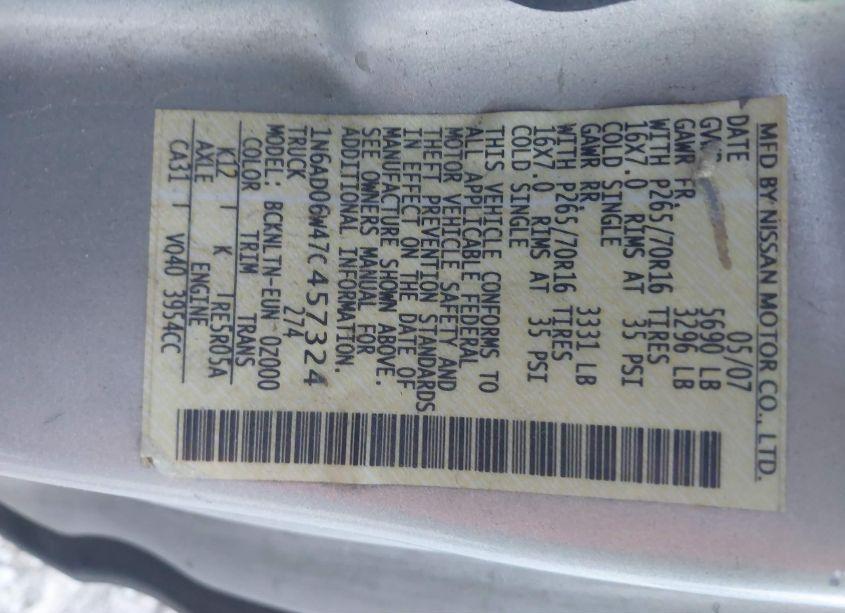 MFD BY NISSAN MOTOR CO., LTD.
DATE 05/07
GVWR 5690 LB
GAWR FR. 3296 LB
WITH P265/70R16 TIRES
16X7.0 RIMS AT 35 PSI
COLD SINGLE
GAWR RR. 3331 LB
WITH P265/70R16 TIRES
16X7.0 RIMS AT 35 PSI
COLD SINGLE
THIS VEHICLE CONFORMS TO
ALL APPLICABLE FEDERAL
MOTOR VEHICLE SAFETY AND
THEFT PREVENTION STANDARDS
IN EFFECT ON THE DATE OF
MANUFACTURE SHOWN ABOVE.
SEE OWNERS MANUAL FOR
ADDITIONAL INFORMATION.
1N6AD06W47C457324
TRUCK 274
MODEL: BCKNLTN-EUN OZ000
COLOR TRIM TRANS
K12 K RE5R05A
AXLE ENGINE
CA31 VQ40 3954CC